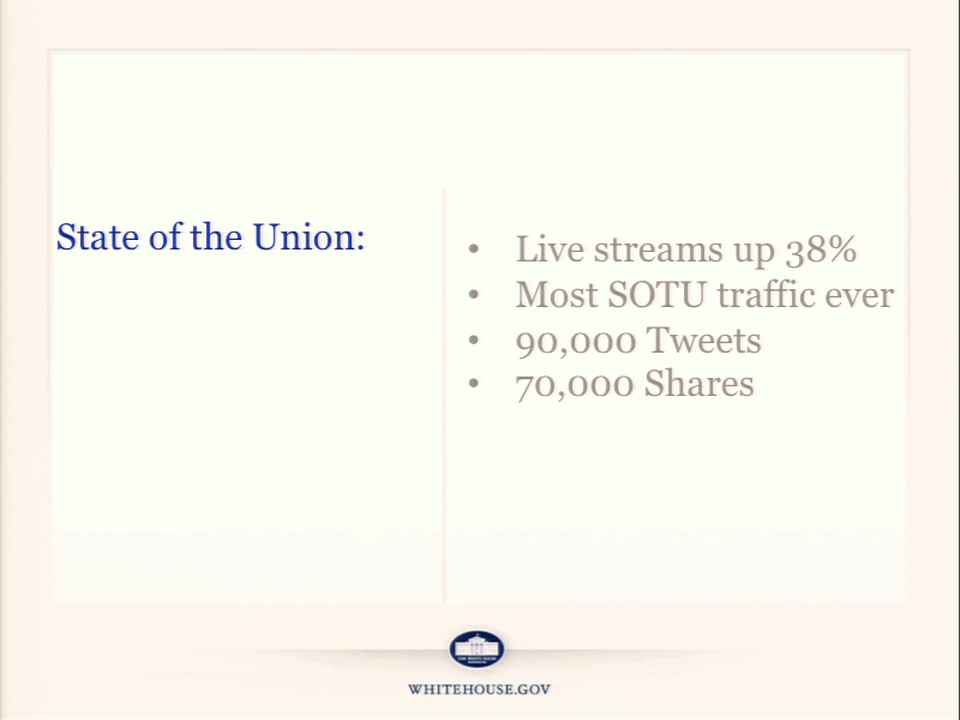 State of the Union:
• Live streams up 38%
• Most SOTU traffic ever
• 90,000 Tweets
• 70,000 Shares
WHITEHOUSE.GOV